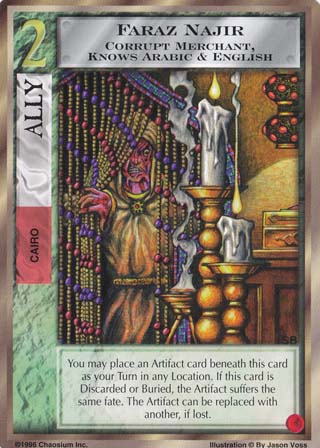 2
FARAZ NAJIR
CORRUPT MERCHANT,
KNOWS ARABIC & ENGLISH
ALLY
CAIRO
SB
You may place an Artifact card beneath this card
as your Turn in any Location. If this card is
Discarded or Buried, the Artifact suffers the
same fate. The Artifact can be replaced with
another, if lost.
©1996 Chaosium Inc.
Illustration © By Jason Voss